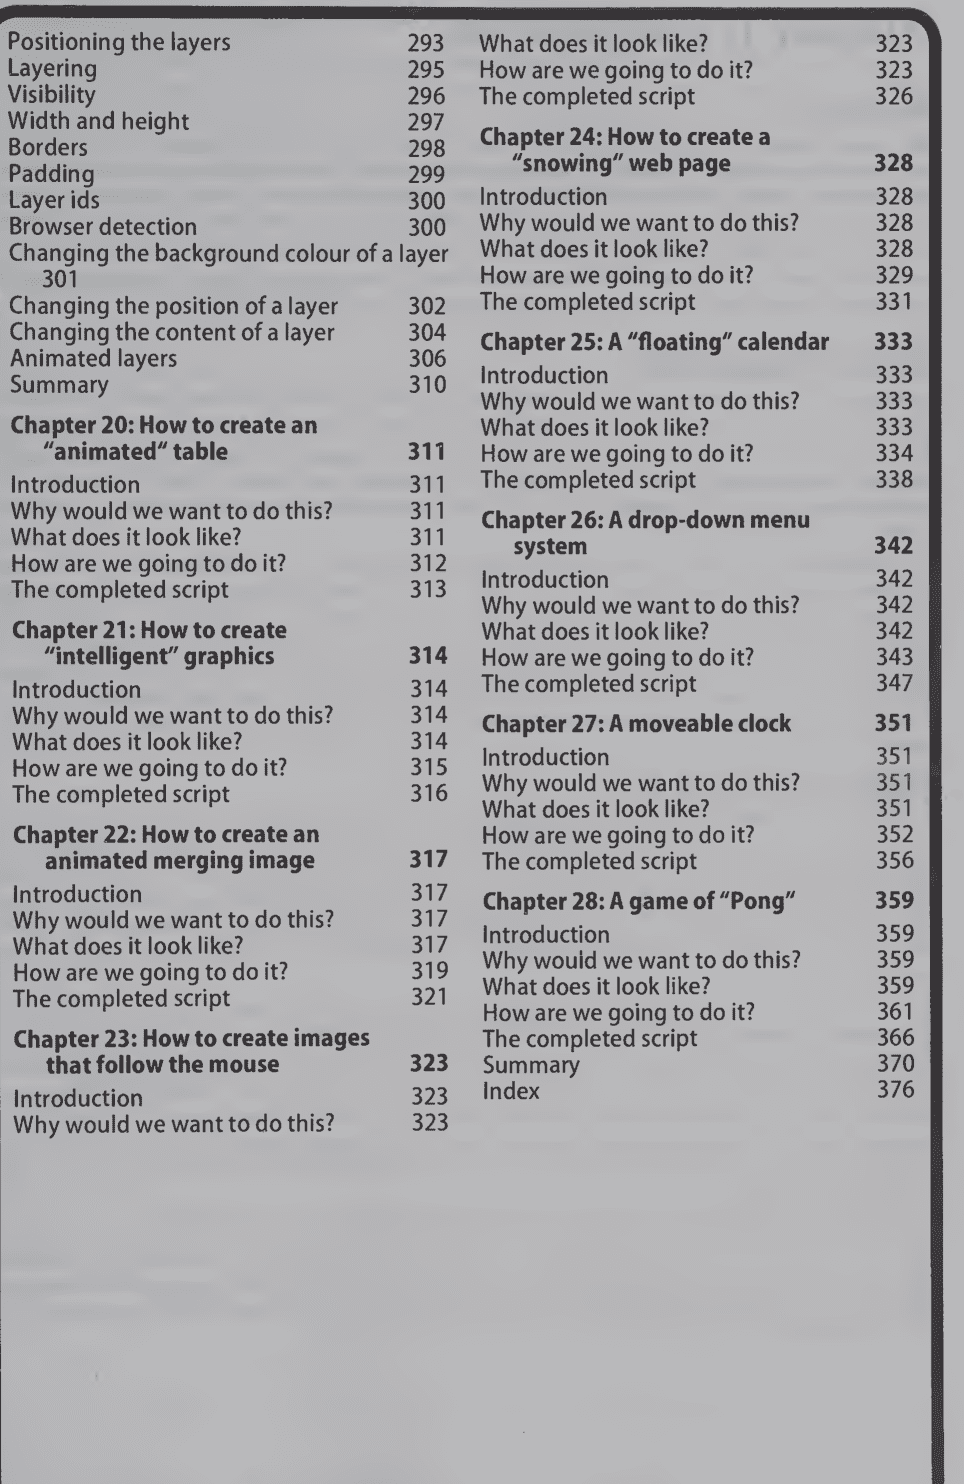 Positioning the layers 293
Layering 295
Visibility 296
Width and height 297
Borders 298
Padding 299
Layer ids 300
Browser detection 300
Changing the background colour of a layer
301
Changing the position of a layer 302
Changing the content of a layer 304
Animated layers 306
Summary 310
Chapter 20: How to create an
"animated" table 311
Introduction 311
Why would we want to do this? 311
What does it look like? 311
How are we going to do it? 312
The completed script 313
Chapter 21: How to create
"intelligent" graphics 314
Introduction 314
Why would we want to do this? 314
What does it look like? 314
How are we going to do it? 315
The completed script 316
Chapter 22: How to create an
animated merging image 317
Introduction 317
Why would we want to do this? 317
What does it look like? 317
How are we going to do it? 319
The completed script 321
Chapter 23: How to create images
that follow the mouse 323
Introduction 323
Why would we want to do this? 323
What does it look like? 323
How are we going to do it? 323
The completed script 326
Chapter 24: How to create a
"snowing" web page 328
Introduction 328
Why would we want to do this? 328
What does it look like? 328
How are we going to do it? 329
The completed script 331
Chapter 25: A "floating" calendar 333
Introduction 333
Why would we want to do this? 333
What does it look like? 333
How are we going to do it? 334
The completed script 338
Chapter 26: A drop-down menu
system 342
Introduction 342
Why would we want to do this? 342
What does it look like? 342
How are we going to do it? 343
The completed script 347
Chapter 27: A moveable clock 351
Introduction 351
Why would we want to do this? 351
What does it look like? 351
How are we going to do it? 352
The completed script 356
Chapter 28: A game of "Pong" 359
Introduction 359
Why would we want to do this? 359
What does it look like? 359
How are we going to do it? 361
The completed script 366
Summary 370
Index 376